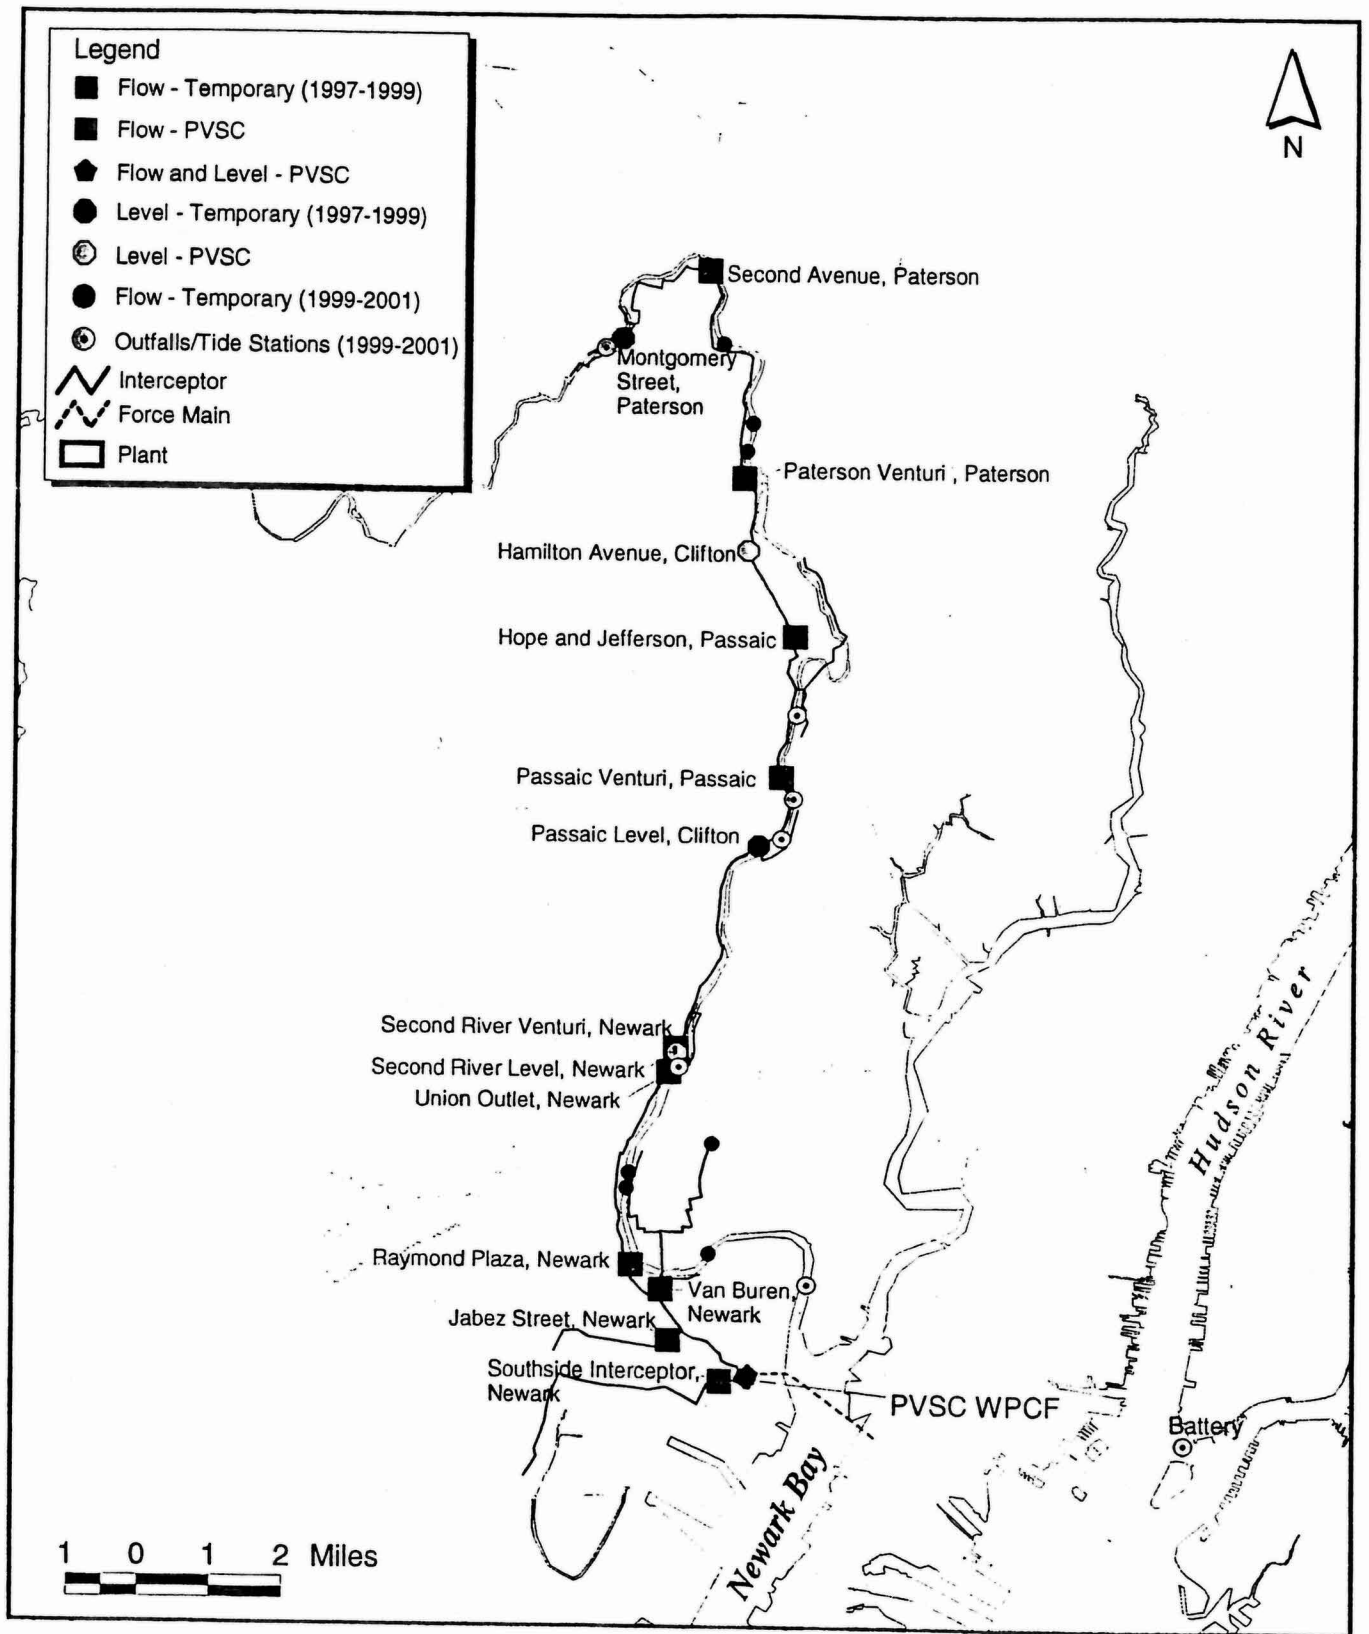 Legend
Flow - Temporary (1997-1999)
Flow - PVSC
Flow and Level - PVSC
Level - Temporary (1997-1999)
Level - PVSC
Flow - Temporary (1999-2001)
Outfalls/Tide Stations (1999-2001)
Interceptor
Force Main
Plant
N
Second Avenue, Paterson
Montgomery
Street,
Paterson
Paterson Venturi , Paterson
Hamilton Avenue, Clifton
Hope and Jefferson, Passaic
Passaic Venturi, Passaic
Passaic Level, Clifton
Second River Venturi, Newark
Second River Level, Newark
Union Outlet, Newark
Hudson River
Raymond Plaza, Newark
Van Buren,
Newark
Jabez Street, Newark
Southside Interceptor,
Newark
PVSC WPCF
Battery
Newark Bay
1 0 1 2 Miles